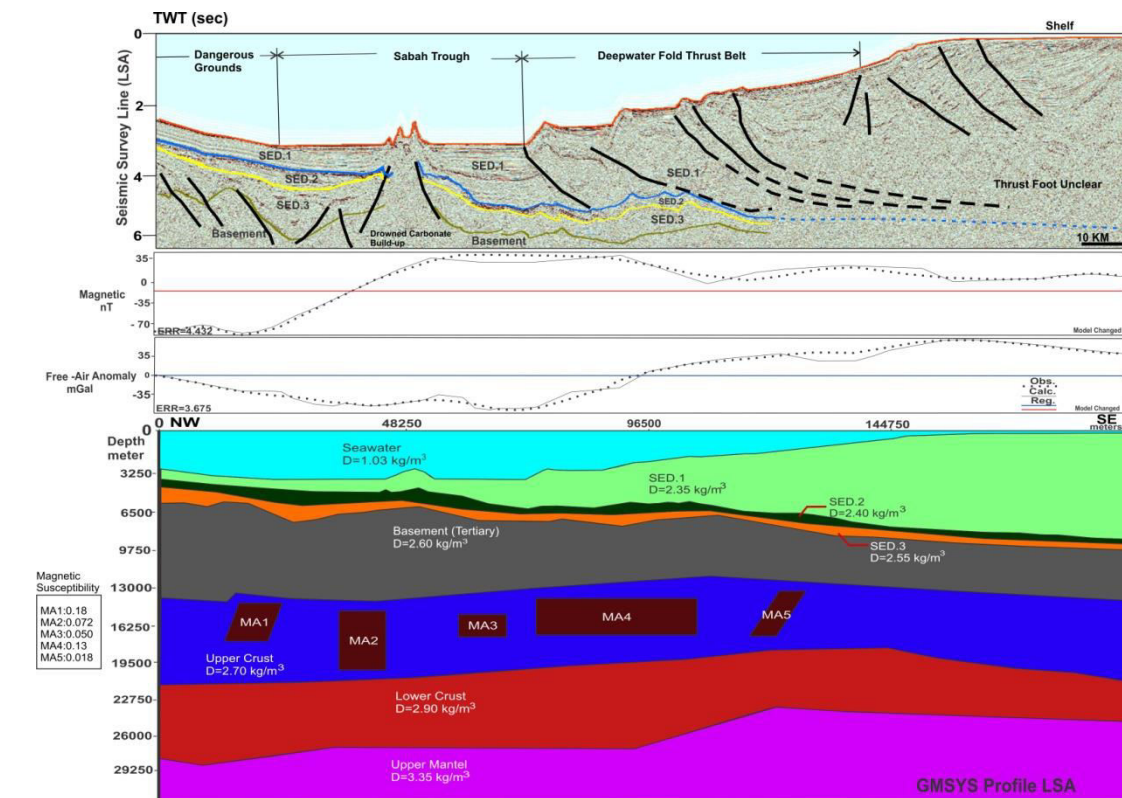 TWT (sec)
Shelf
Dangerous
Grounds
Sabah Trough
Deepwater Fold Thrust Belt
Seismic Survey Line (LSA)
0
2
4
6
SED.1
SED.2
SED.3
Basement
Drowned Carbonate
Build-up
SED.1
Basement
SED.1
SED.2
SED.3
Thrust Foot Unclear
10 KM
Magnetic
nT
35
0
-35
-70
ERR=4.432
Model Changed
Free -Air Anomaly
mGal
35
0
-35
ERR=3.675
Obs.
Calc.
Reg.
Model Changed
0 NW
48250
96500
144750
SE
meters
Depth
meter
0
3250
6500
9750
13000
16250
19500
22750
26000
29250
Seawater
D=1.03 kg/m³
SED.1
D=2.35 kg/m³
SED.2
D=2.40 kg/m³
SED.3
D=2.55 kg/m³
Basement (Tertiary)
D=2.60 kg/m³
Magnetic
Susceptibility
MA1:0.18
MA2:0.072
MA3:0.050
MA4:0.13
MA5:0.018
MA1
MA2
MA3
MA4
MA5
Upper Crust
D=2.70 kg/m³
Lower Crust
D=2.90 kg/m³
Upper Mantel
D=3.35 kg/m³
GMSYS Profile LSA